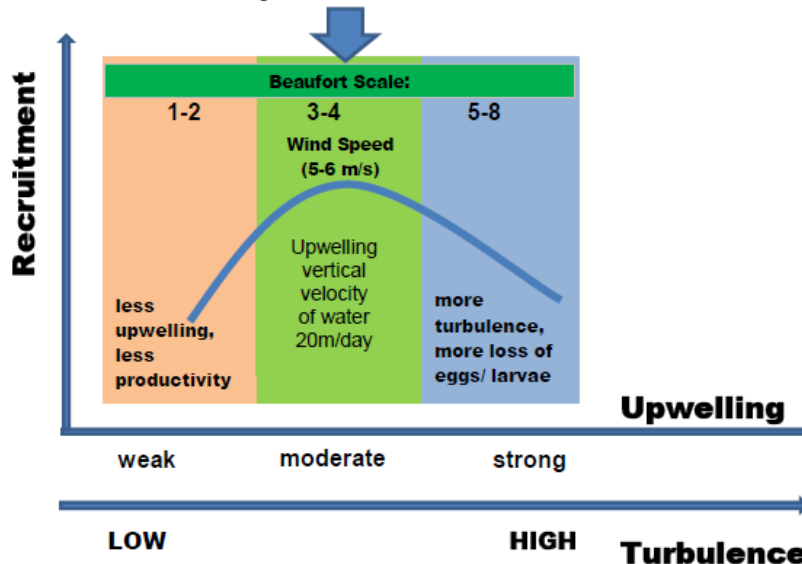 Beaufort Scale:
1-2 3-4 5-8
Wind Speed
(5-6 m/s)
Recruitment
Upwelling
vertical
velocity
of water
20m/day
less
upwelling,
less
productivity
more
turbulence,
more loss of
eggs/ larvae
Upwelling
weak moderate strong
LOW HIGH
Turbulence